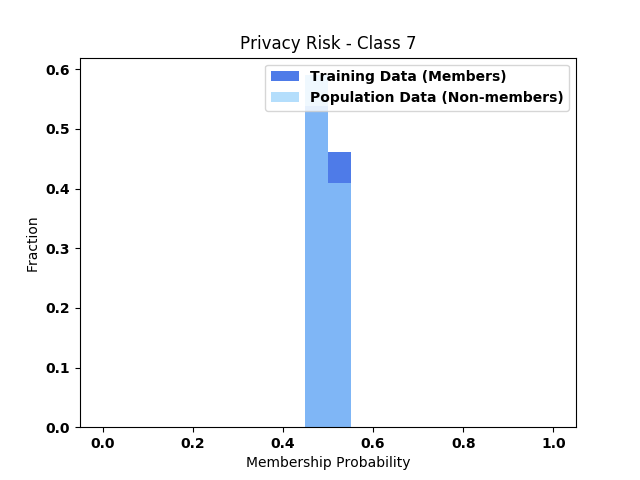 Privacy Risk - Class 7
Training Data (Members)
Population Data (Non-members)
0.6
0.5
0.4
0.3
0.2
0.1
0.0
Fraction
0.0 0.2 0.4 0.6 0.8 1.0
Membership Probability